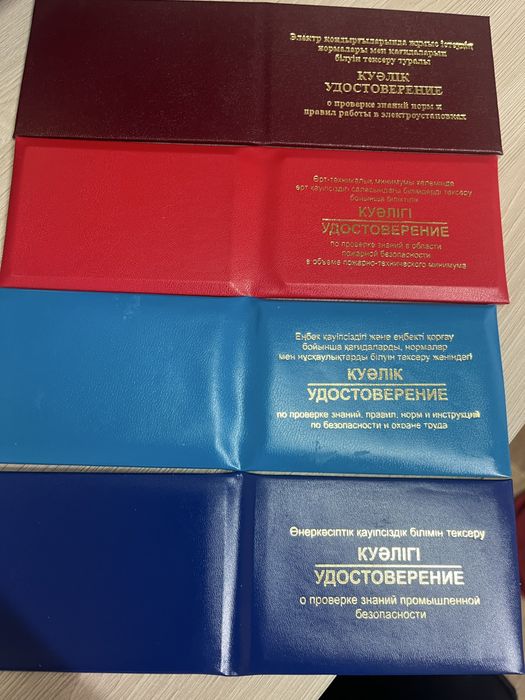 Электр қондырғыларында жұмыс істеудің
нормалары мен қағидаларын
білуін тексеру туралы
КУӘЛІК
УДОСТОВЕРЕНИЕ
о проверке знаний норм и
правил работы в электроустановках
Өрт-техникалық минимумы көлемінде
өрт қауіпсіздігі саласындағы білімдерді тексеру
бойынша біліктілік
КУӘЛІГІ
УДОСТОВЕРЕНИЕ
по проверке знаний в области
пожарной безопасности
в объеме пожарно-технического минимума
Еңбек қауіпсіздігі және еңбекті қорғау
бойынша қағидаларды, нормалар
мен нұсқаулықтарды білуін тексеру жөніндегі
КУӘЛІК
УДОСТОВЕРЕНИЕ
по проверке знаний, правил, норм и инструкций
по безопасности и охране труда
Өнеркәсіптік қауіпсіздік білімін тексеру
КУӘЛІГІ
УДОСТОВЕРЕНИЕ
о проверке знаний промышленной
безопасности